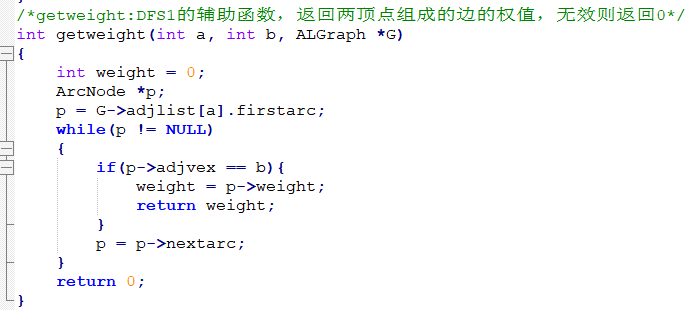 /*getweight:DFS1的辅助函数，返回两顶点组成的边的权值，无效则返回0*/
int getweight(int a, int b, ALGraph *G)
{
    int weight = 0;
    ArcNode *p;
    p = G->adjlist[a].firstarc;
    while(p != NULL)
    {
        if(p->adjvex == b){
            weight = p->weight;
            return weight;
        }
        p = p->nextarc;
    }
    return 0;
}